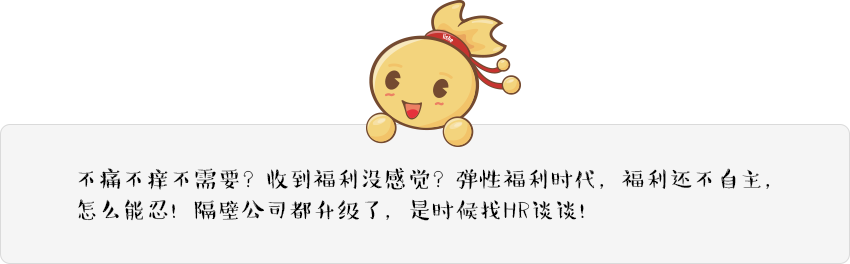 不痛不痒不需要？收到福利没感觉？弹性福利时代，福利还不自主，
怎么能忍！隔壁公司都升级了，是时候找HR谈谈！